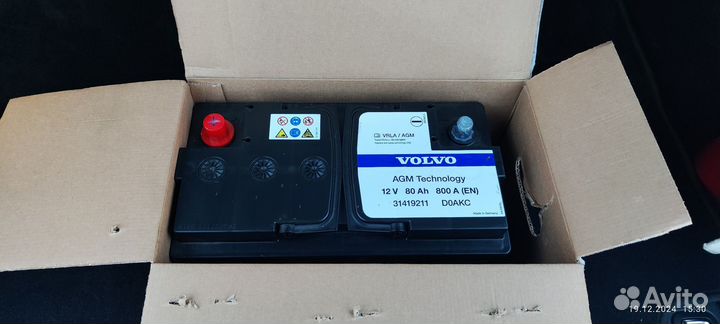 VRLA / AGM
VOLVO
AGM Technology
12 V 80 Ah 800 A (EN)
31419211 D0AKC
Made in Germany
Avito
19.12.2024 15:30